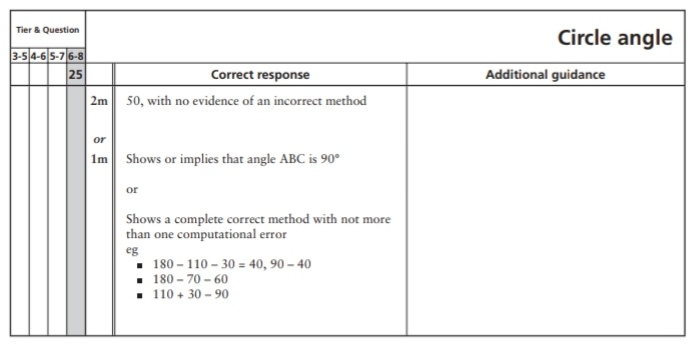 Tier & Question
Circle angle
3-5 4-6 5-7 6-8
25
Correct response
Additional guidance
2m 50, with no evidence of an incorrect method
or
1m Shows or implies that angle ABC is 90°
or
Shows a complete correct method with not more
than one computational error
eg
▪ 180 – 110 – 30 = 40, 90 – 40
▪ 180 – 70 – 60
▪ 110 + 30 – 90